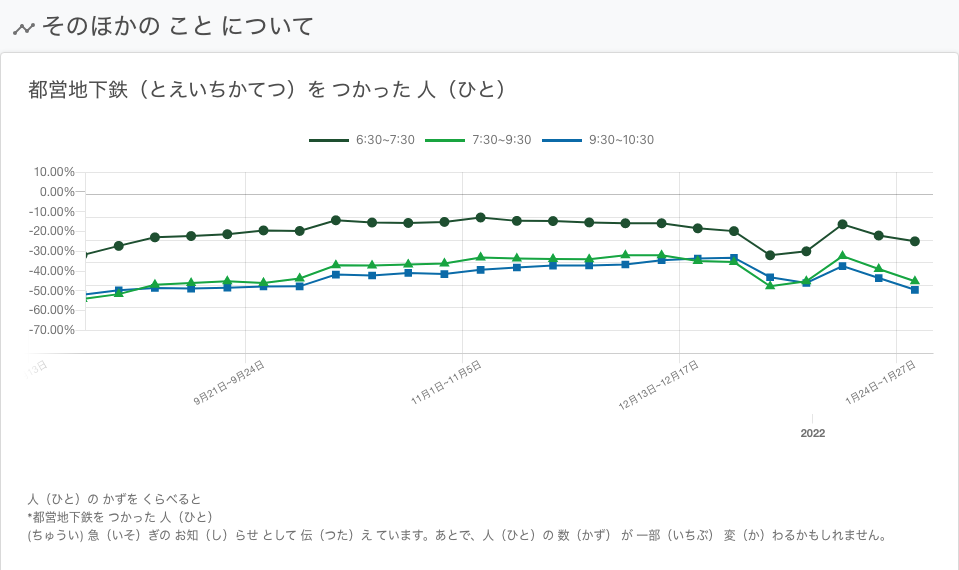 そのほかの こと について
都営地下鉄（とえいちかてつ）を つかった 人（ひと）
6:30~7:30 7:30~9:30 9:30~10:30
10.00%
0.00%
-10.00%
-20.00%
-30.00%
-40.00%
-50.00%
-60.00%
-70.00%
13日 9月21日~9月24日 11月1日~11月5日 12月13日~12月17日 1月24日~1月27日
2022
人（ひと）の かずを くらべると
*都営地下鉄を つかった 人（ひと）
(ちゅうい) 急（いそ）ぎの お知（し）らせ として 伝（つた）え ています。あとで、人（ひと）の 数（かず） が 一部（いちぶ） 変（か）わるかもしれません。